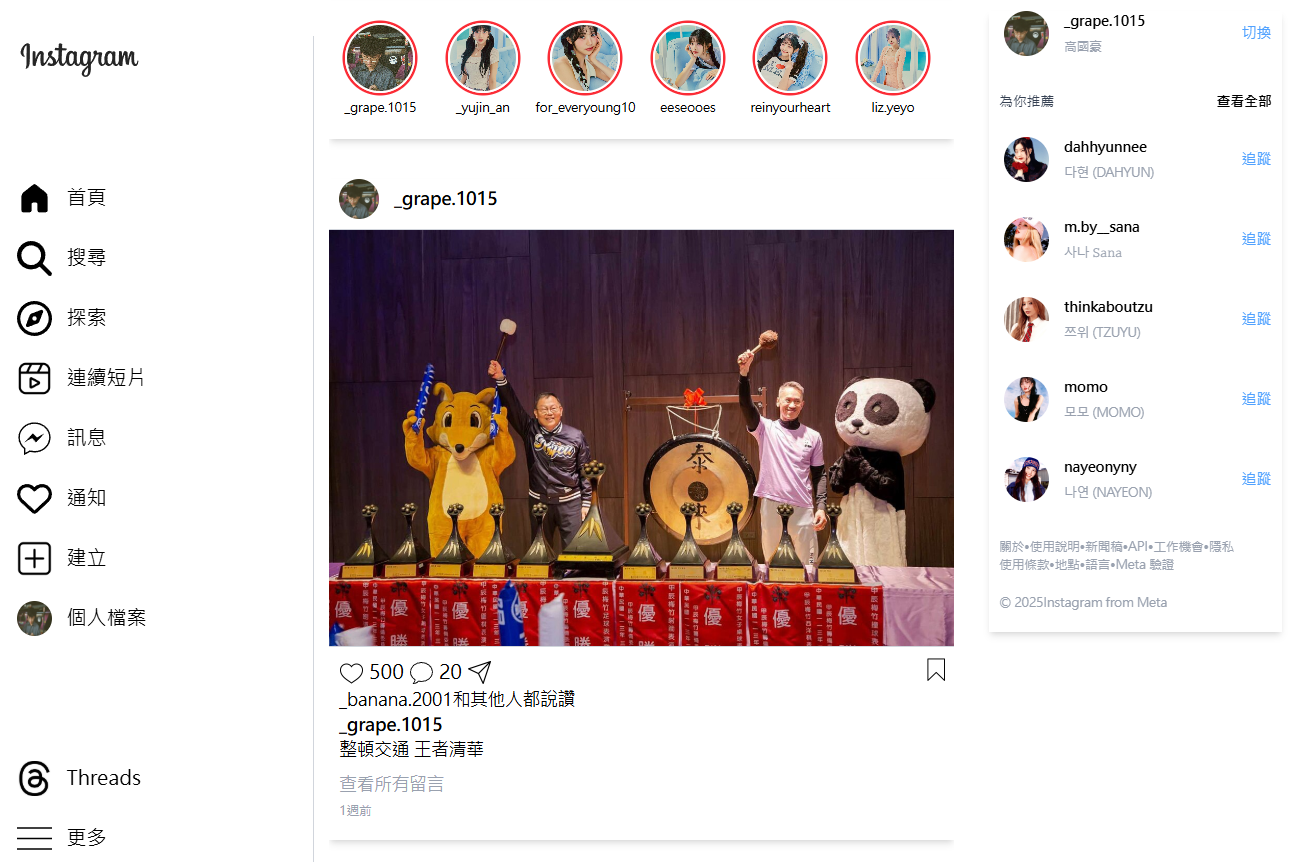 Instagram
首頁
搜尋
探索
連續短片
訊息
通知
建立
個人檔案
Threads
更多
_grape.1015
_yujin_an
for_everyoung10
eeseooes
reinyourheart
liz.yeyo
_grape.1015
泰
來
優
勝
優
勝
優
勝
優
勝
優
勝
500 20
_banana.2001和其他人都說讚
_grape.1015
整頓交通 王者清華
查看所有留言
1週前
_grape.1015
高國豪
切換
為你推薦 查看全部
dahhyunnee
다현 (DAHYUN)
追蹤
m.by__sana
사나 Sana
追蹤
thinkaboutzu
쯔위 (TZUYU)
追蹤
momo
모모 (MOMO)
追蹤
nayeonyny
나연 (NAYEON)
追蹤
關於•使用說明•新聞稿•API•工作機會•隱私
使用條款•地點•語言•Meta 驗證
© 2025Instagram from Meta